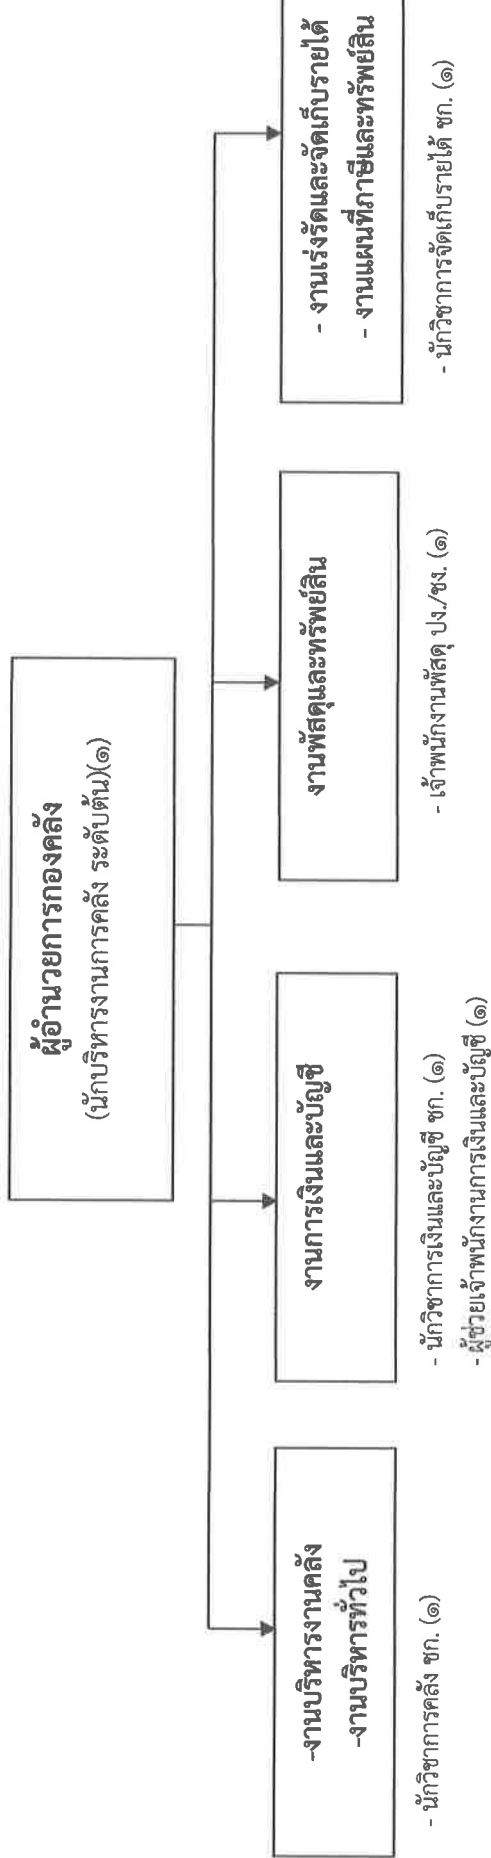 ผู้อำนวยการกองคลัง
(นักบริหารงานการคลัง ระดับต้น)(๑)
-งานบริหารงานคลัง
-งานบริหารทั่วไป
- นักวิชาการคลัง ชก. (๑)
งานการเงินและบัญชี
- นักวิชาการเงินและบัญชี ชก. (๑)
- ผู้ช่วยเจ้าพนักงานการเงินและบัญชี (๑)
งานพัสดุและทรัพย์สิน
- เจ้าพนักงานพัสดุ ปง./ชง. (๑)
- งานเร่งรัดและจัดเก็บรายได้
- งานแผนที่ภาษีและทรัพย์สิน
- นักวิชาการจัดเก็บรายได้ ชก. (๑)